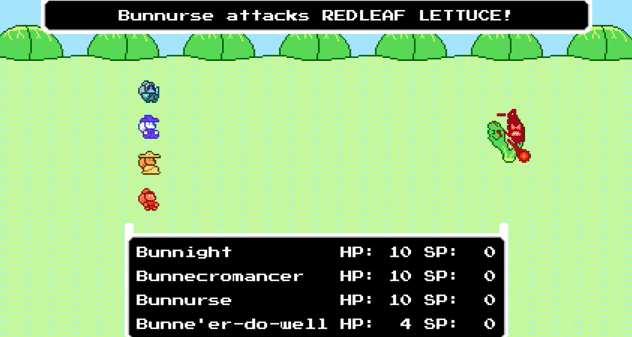 Bunnurse attacks REDLEAF LETTUCE!
Bunnight HP: 10 SP: 0
Bunnecromancer HP: 10 SP: 0
Bunnurse HP: 10 SP: 0
Bunne'er-do-well HP: 4 SP: 0